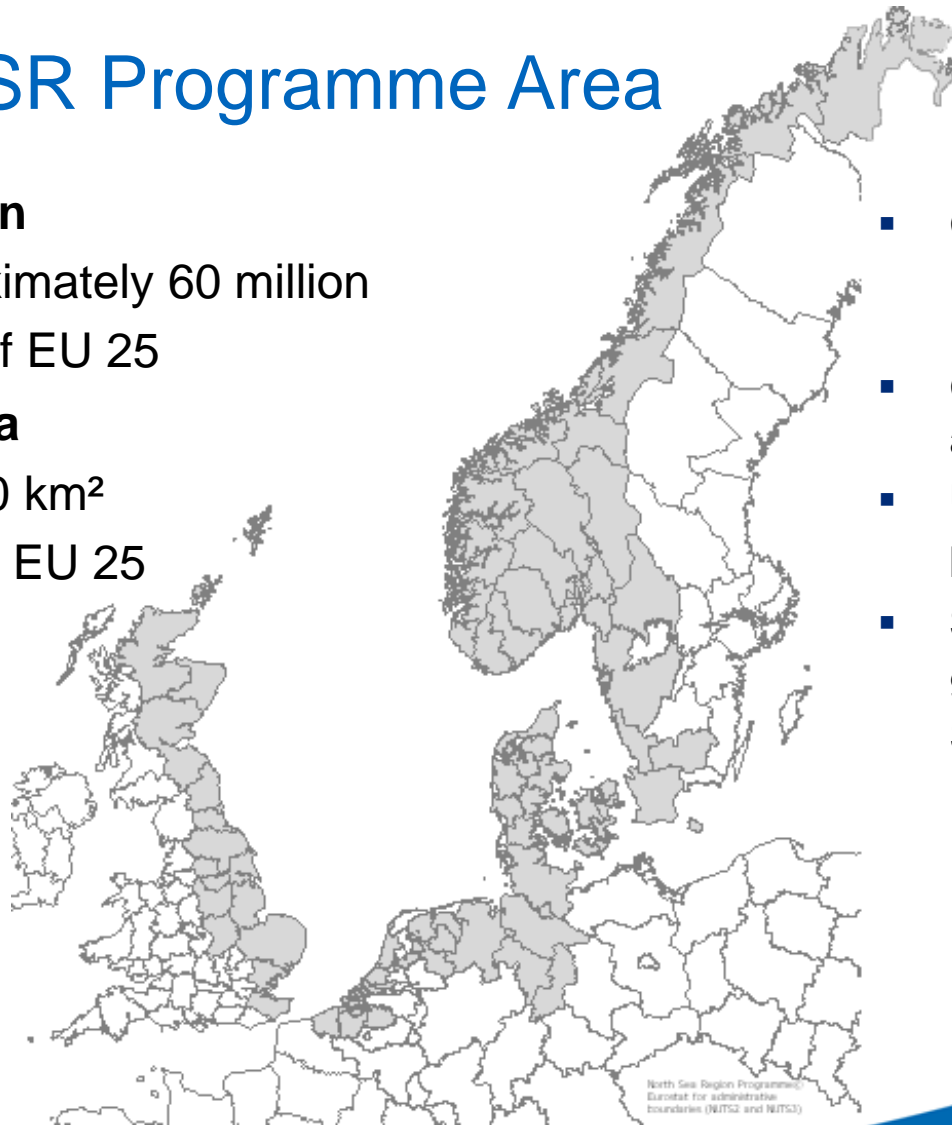 SR Programme Area
n
imately 60 million
f EU 25
a
0 km²
EU 25
North Sea Region Programme©
Eurostat for administrative
boundaries (NUTS2 and NUTS3)